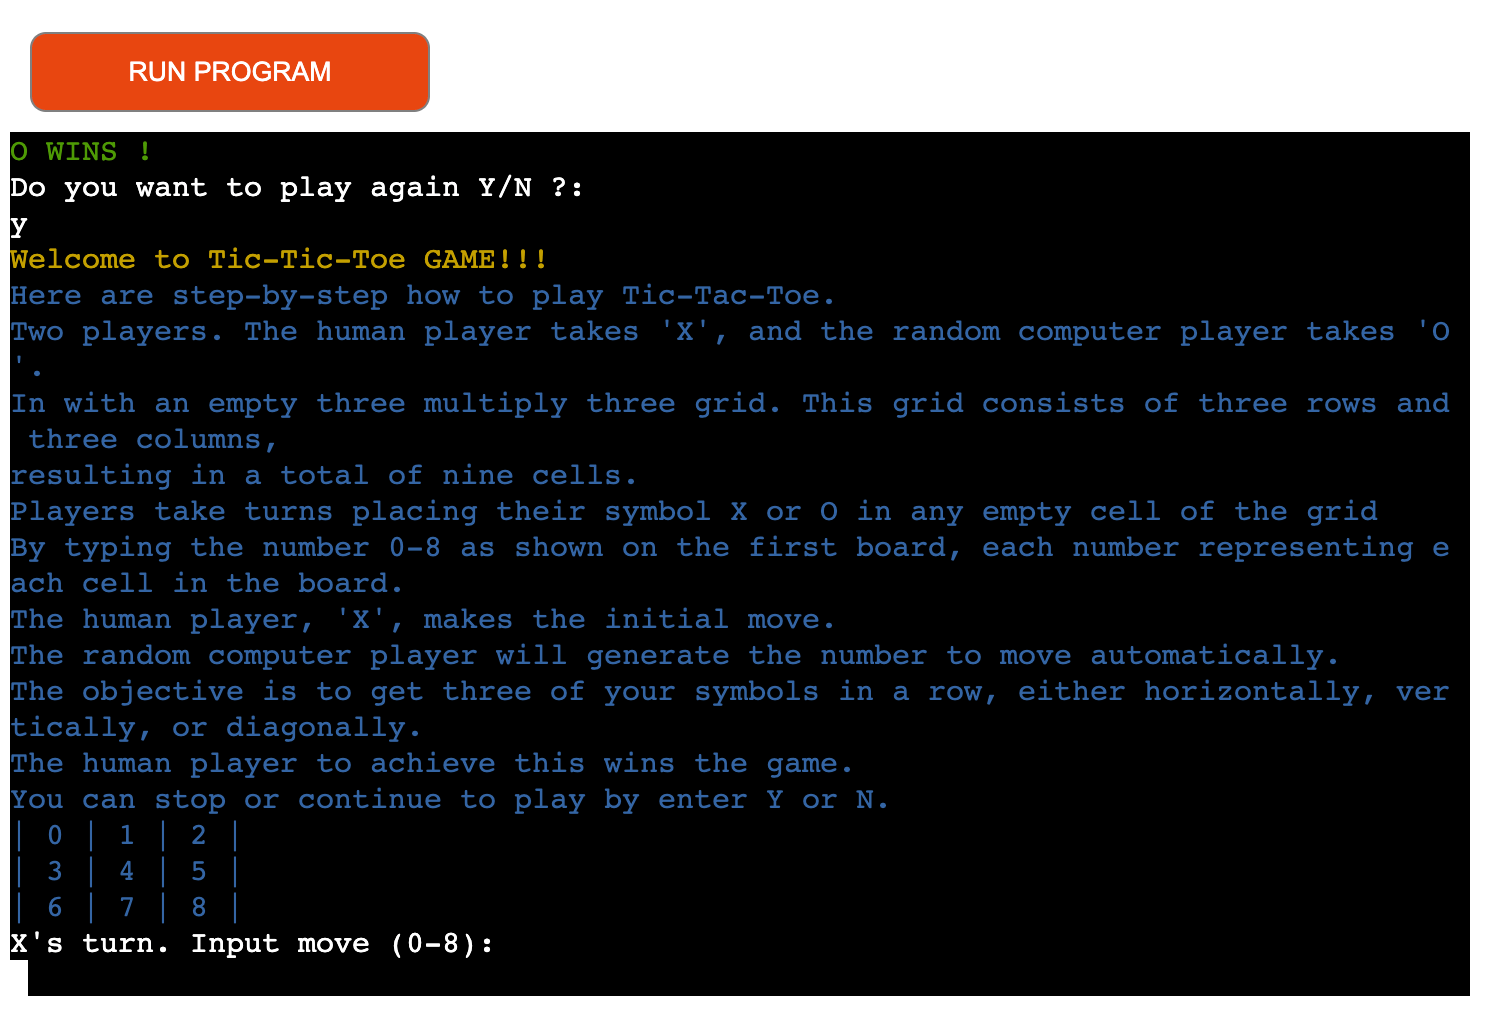 RUN PROGRAM
O WINS !
Do you want to play again Y/N ?:
y
Welcome to Tic-Tic-Toe GAME!!!
Here are step-by-step how to play Tic-Tac-Toe.
Two players. The human player takes 'X', and the random computer player takes 'O
'.
In with an empty three multiply three grid. This grid consists of three rows and
 three columns,
resulting in a total of nine cells.
Players take turns placing their symbol X or O in any empty cell of the grid
By typing the number 0-8 as shown on the first board, each number representing e
ach cell in the board.
The human player, 'X', makes the initial move.
The random computer player will generate the number to move automatically.
The objective is to get three of your symbols in a row, either horizontally, ver
tically, or diagonally.
The human player to achieve this wins the game.
You can stop or continue to play by enter Y or N.
| 0 | 1 | 2 |
| 3 | 4 | 5 |
| 6 | 7 | 8 |
X's turn. Input move (0-8):